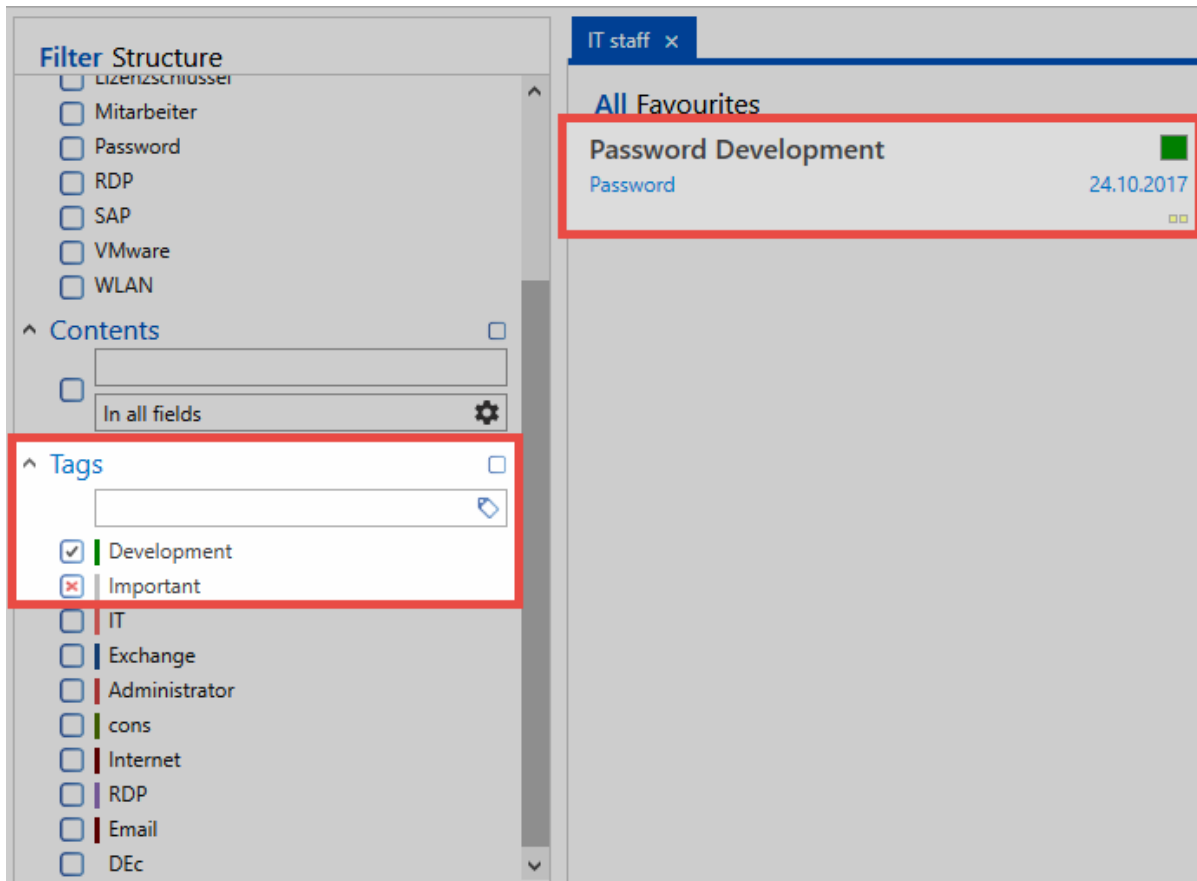 Filter Structure
Lizenzschlüssel
Mitarbeiter
Password
RDP
SAP
VMware
WLAN
Contents
In all fields
Tags
Development
Important
IT
Exchange
Administrator
cons
Internet
RDP
Email
DEc
IT staff
All Favourites
Password Development
Password 24.10.2017